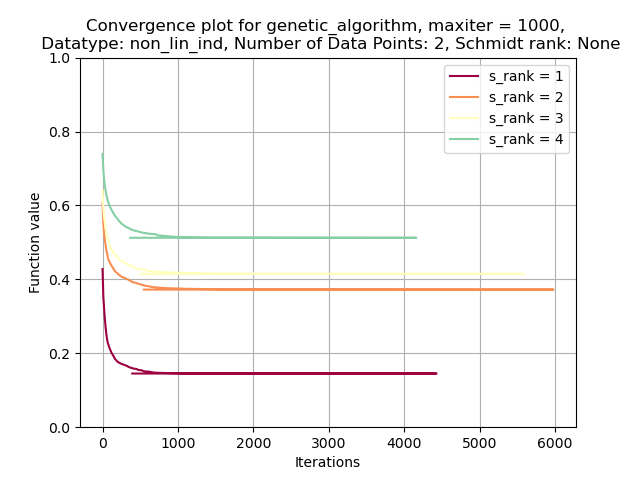 Convergence plot for genetic_algorithm, maxiter = 1000,
Datatype: non_lin_ind, Number of Data Points: 2, Schmidt rank: None
s_rank = 1
s_rank = 2
s_rank = 3
s_rank = 4
Function value
1.0
0.8
0.6
0.4
0.2
0.0
0 1000 2000 3000 4000 5000 6000
Iterations